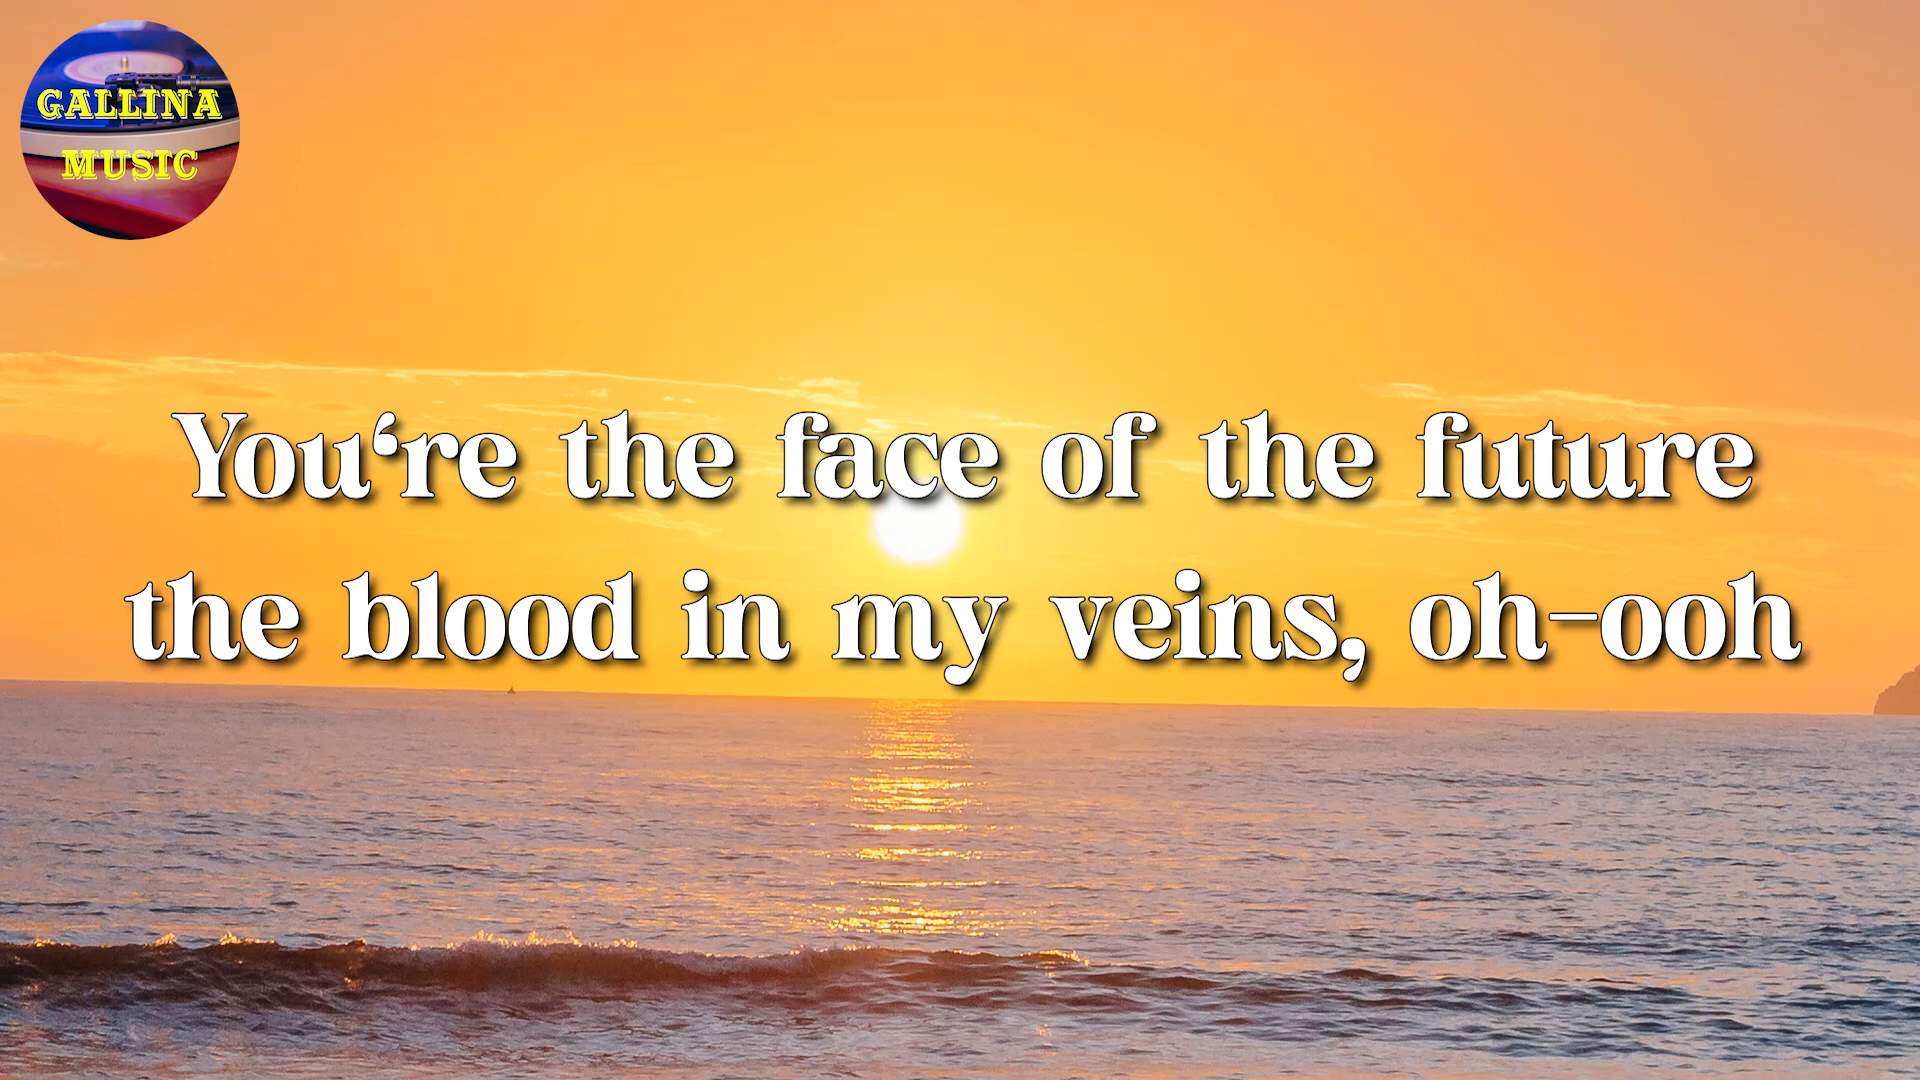 GALLINA
MUSIC
You‘re the face of the future
the blood in my veins, oh-ooh